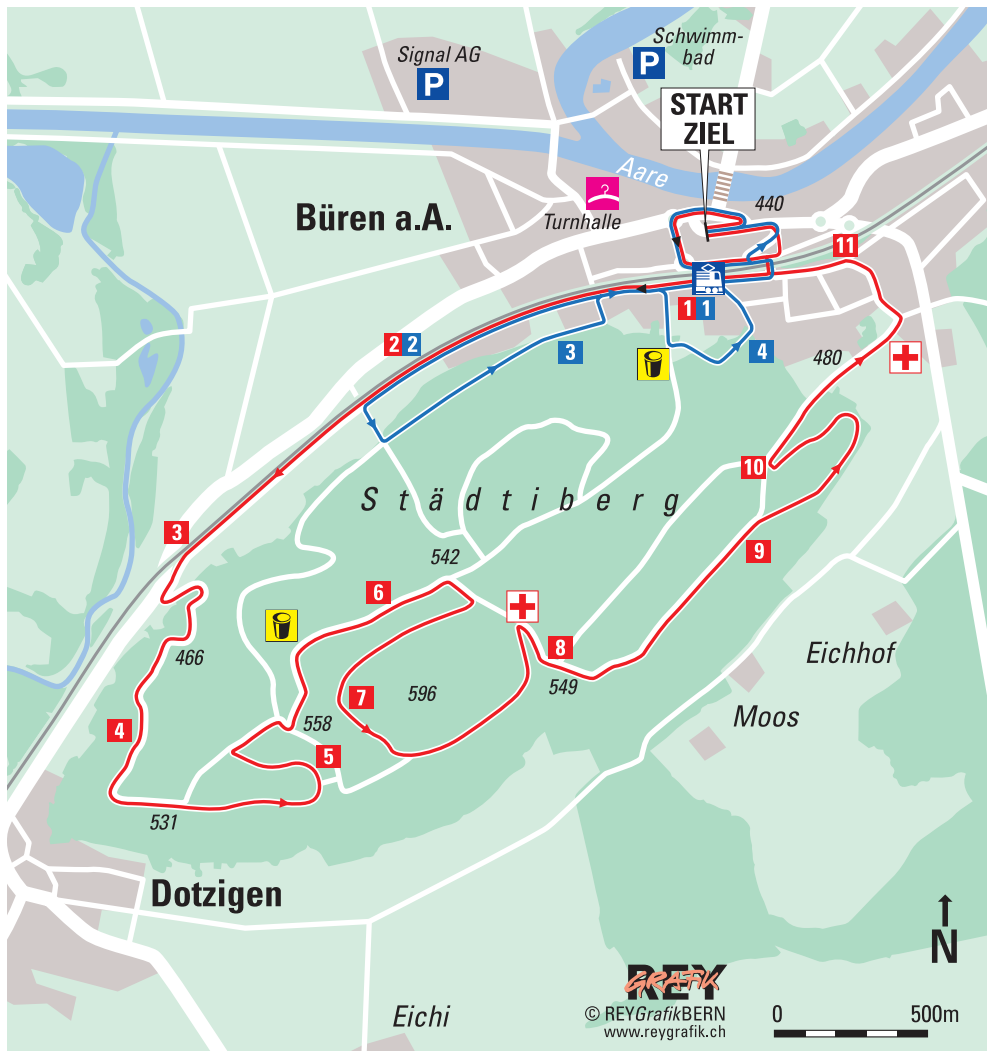 Schwimm-
bad
Signal AG
P
P
START
ZIEL
Aare
440
Büren a.A.
Turnhalle
11
1 1
2 2
3
4
480
10
Städtiberg
3
9
542
6
8
466
549
Eichhof
7
596
4
558
5
Moos
531
Dotzigen
N
REY
GRAFIK
© REYGrafikBERN
www.reygrafik.ch
0 500m
Eichi